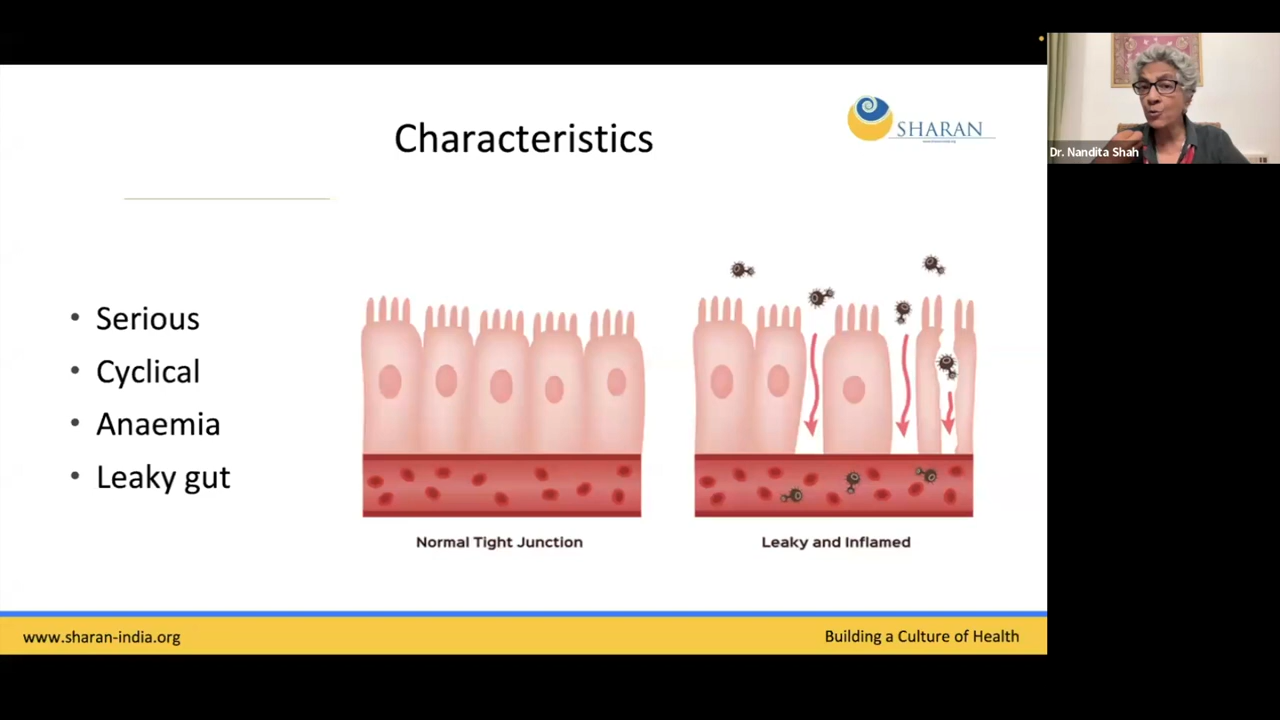 Characteristics
SHARAN
Dr. Nandita Shah
• Serious
• Cyclical
• Anaemia
• Leaky gut
Normal Tight Junction
Leaky and Inflamed
www.sharan-india.org
Building a Culture of Health